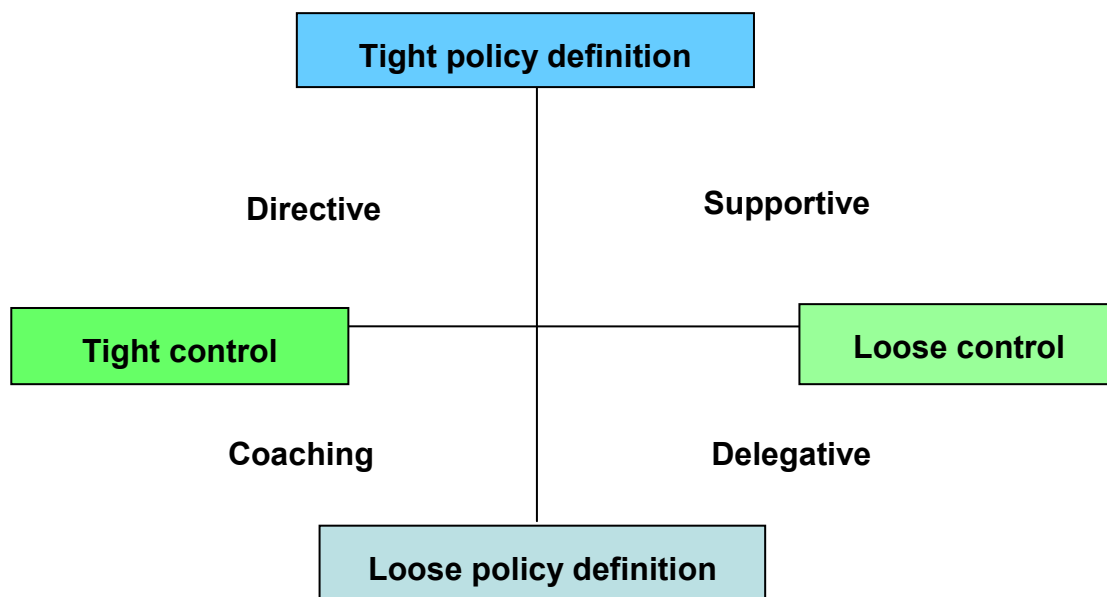 Tight policy definition
Directive
Supportive
Tight control
Loose control
Coaching
Delegative
Loose policy definition